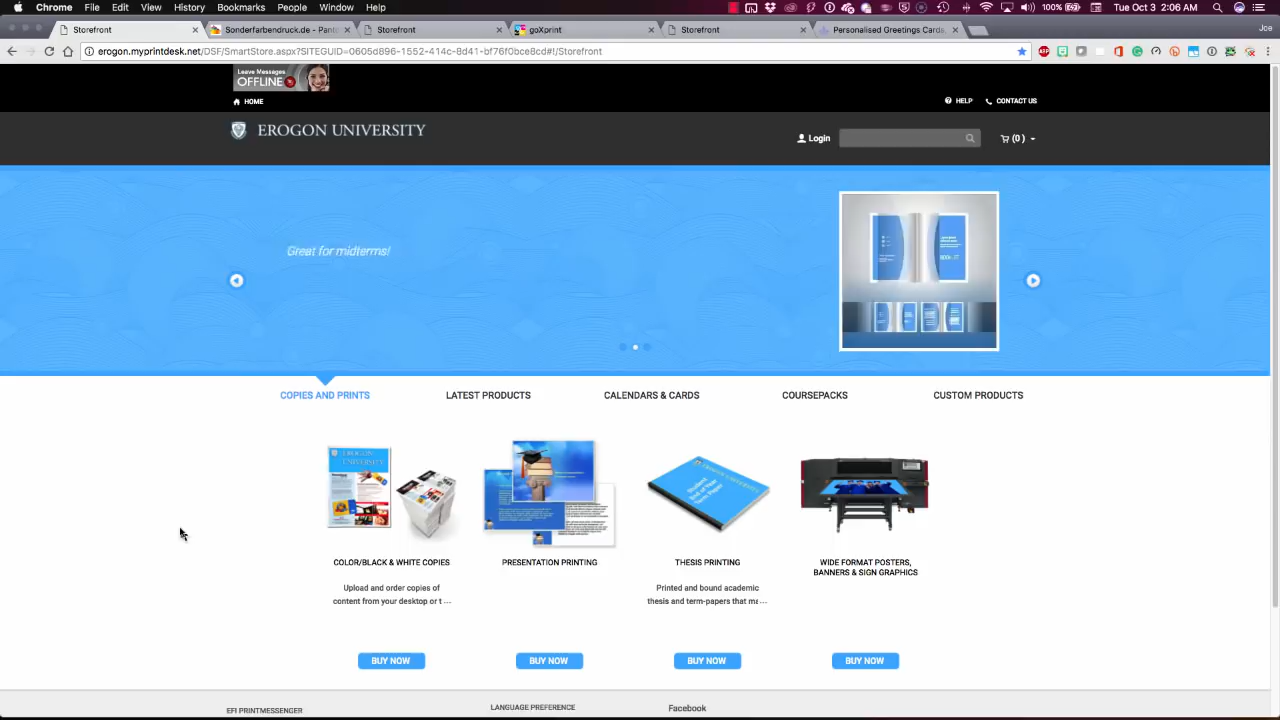 Chrome File Edit View History Bookmarks People Window Help 100% Tue Oct 3 2:06 AM
Storefront Sonderfarbendruck.de - Pantо Storefront goXprint Storefront Personalised Greetings Cards, Joe
erogon.myprintdesk.net/DSF/SmartStore.aspx?SITEGUID=0605d896-1552-414c-8d41-bf76f0bce8cd#!/Storefront
Leave Messages
OFFLINE
HOME HELP CONTACT US
EROGON UNIVERSITY Login (0)
Great for midterms!
COPIES AND PRINTS LATEST PRODUCTS CALENDARS & CARDS COURSEPACKS CUSTOM PRODUCTS
COLOR/BLACK & WHITE COPIES PRESENTATION PRINTING THESIS PRINTING WIDE FORMAT POSTERS,
BANNERS & SIGN GRAPHICS
Upload and order copies of Printed and bound academic
content from your desktop or t ... thesis and term-papers that ma...
BUY NOW BUY NOW BUY NOW BUY NOW
EFI PRINTMESSENGER LANGUAGE PREFERENCE Facebook